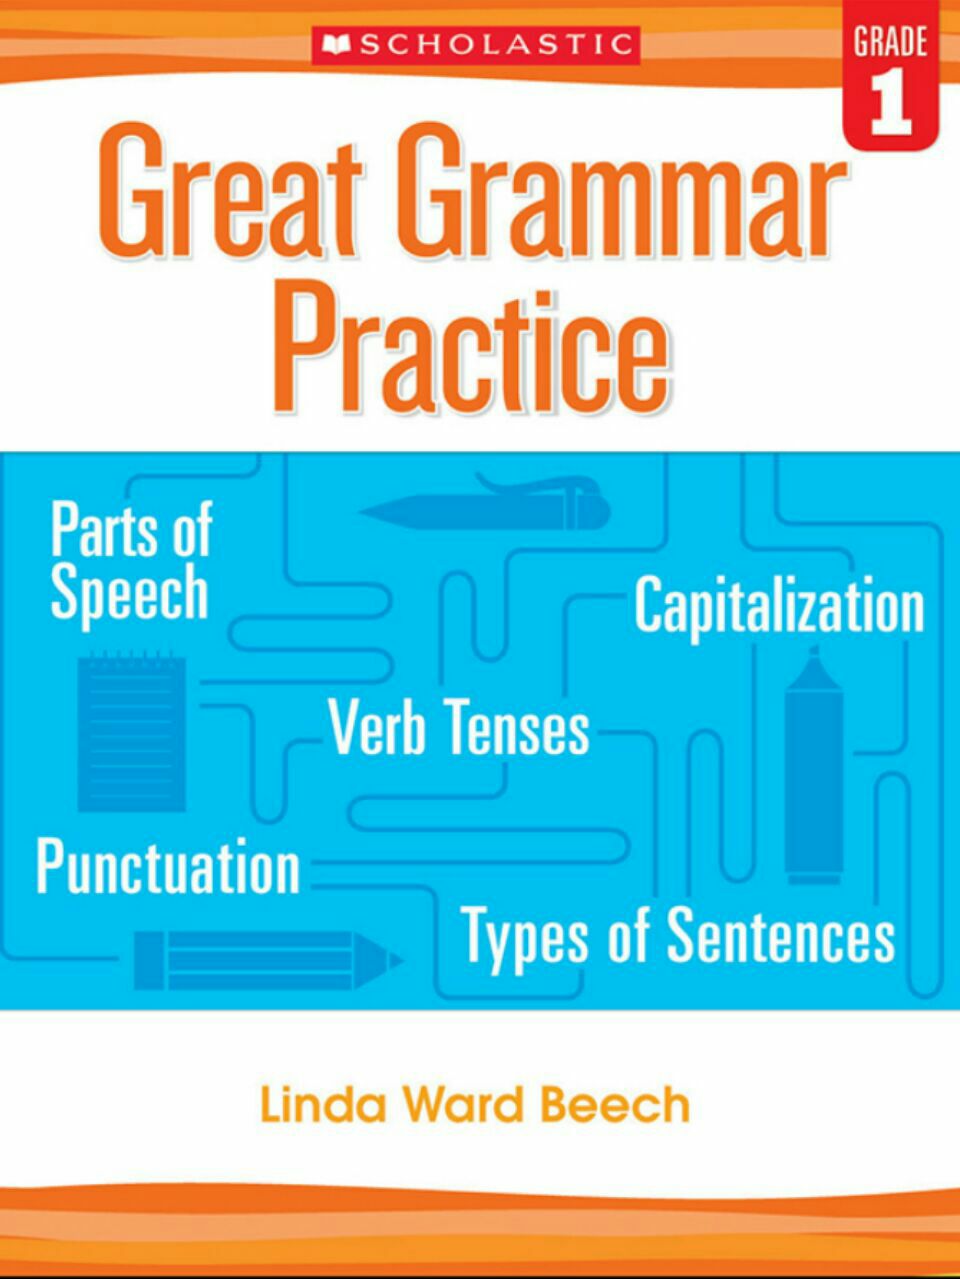 SCHOLASTIC
GRADE
1
Great Grammar
Practice
Parts of
Speech
Capitalization
Verb Tenses
Punctuation
Types of Sentences
Linda Ward Beech